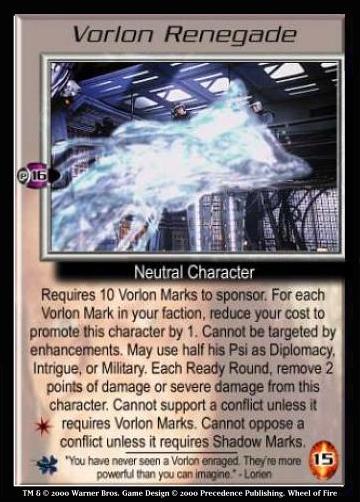 Vorlon Renegade
P 16
Neutral Character
Requires 10 Vorlon Marks to sponsor. For each
Vorlon Mark in your faction, reduce your cost to
promote this character by 1. Cannot be targeted by
enhancements. May use half his Psi as Diplomacy,
Intrigue, or Military. Each Ready Round, remove 2
points of damage or severe damage from this
character. Cannot support a conflict unless it
requires Vorlon Marks. Cannot oppose a
conflict unless it requires Shadow Marks.
15
"You have never seen a Vorlon enraged. They're more
powerful than you can imagine." - Lorien
TM & © 2000 Warner Bros. Game Design © 2000 Precedence Publishing. Wheel of Fire